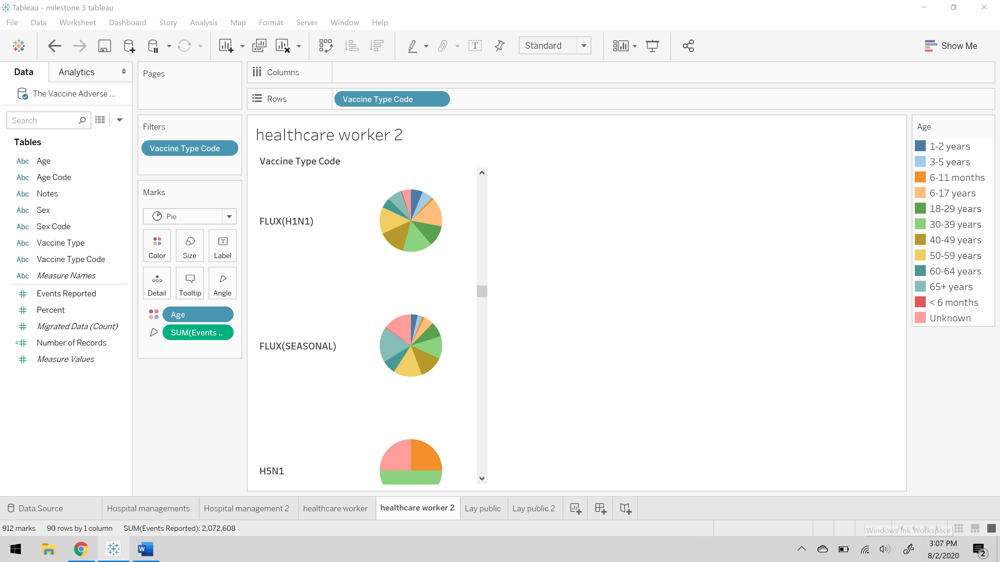 Tableau - milestone 3 tableau
File Data Worksheet Dashboard Story Analysis Map Format Server Window Help
Standard
Show Me
Data
Analytics
The Vaccine Adverse ...
Search
Tables
Abc Age
Abc Age Code
Abc Notes
Abc Sex
Abc Sex Code
Abc Vaccine Type
Abc Vaccine Type Code
Abc Measure Names
# Events Reported
# Percent
# Migrated Data (Count)
=# Number of Records
# Measure Values
Pages
Filters
Vaccine Type Code
Marks
Pie
Color Size Label
Detail Tooltip Angle
Age
SUM(Events ..
Columns
Rows
Vaccine Type Code
healthcare worker 2
Vaccine Type Code
FLUX(H1N1)
FLUX(SEASONAL)
H5N1
Age
1-2 years
3-5 years
6-11 months
6-17 years
18-29 years
30-39 years
40-49 years
50-59 years
60-64 years
65+ years
< 6 months
Unknown
Data Source
Hospital managements
Hospital management 2
healthcare worker
healthcare worker 2
Lay public
Lay public 2
912 marks 90 rows by 1 column SUM(Events Reported): 2,072,608
Windows Ink Workspace
W
3:07 PM
8/2/2020
2